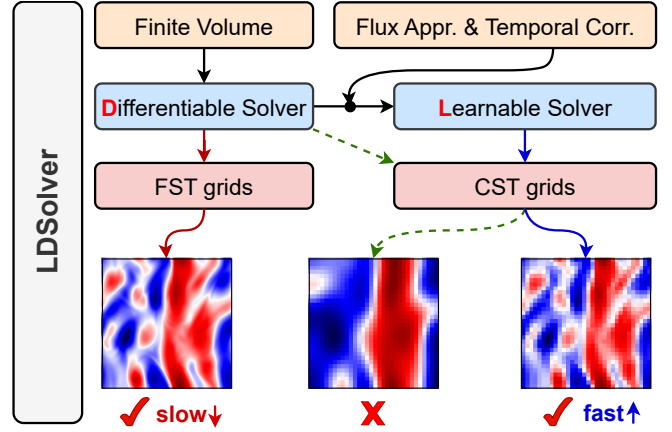 LDSolver
Finite Volume
Flux Appr. & Temporal Corr.
Differentiable Solver
Learnable Solver
FST grids
CST grids
slow↓
X
fast↑